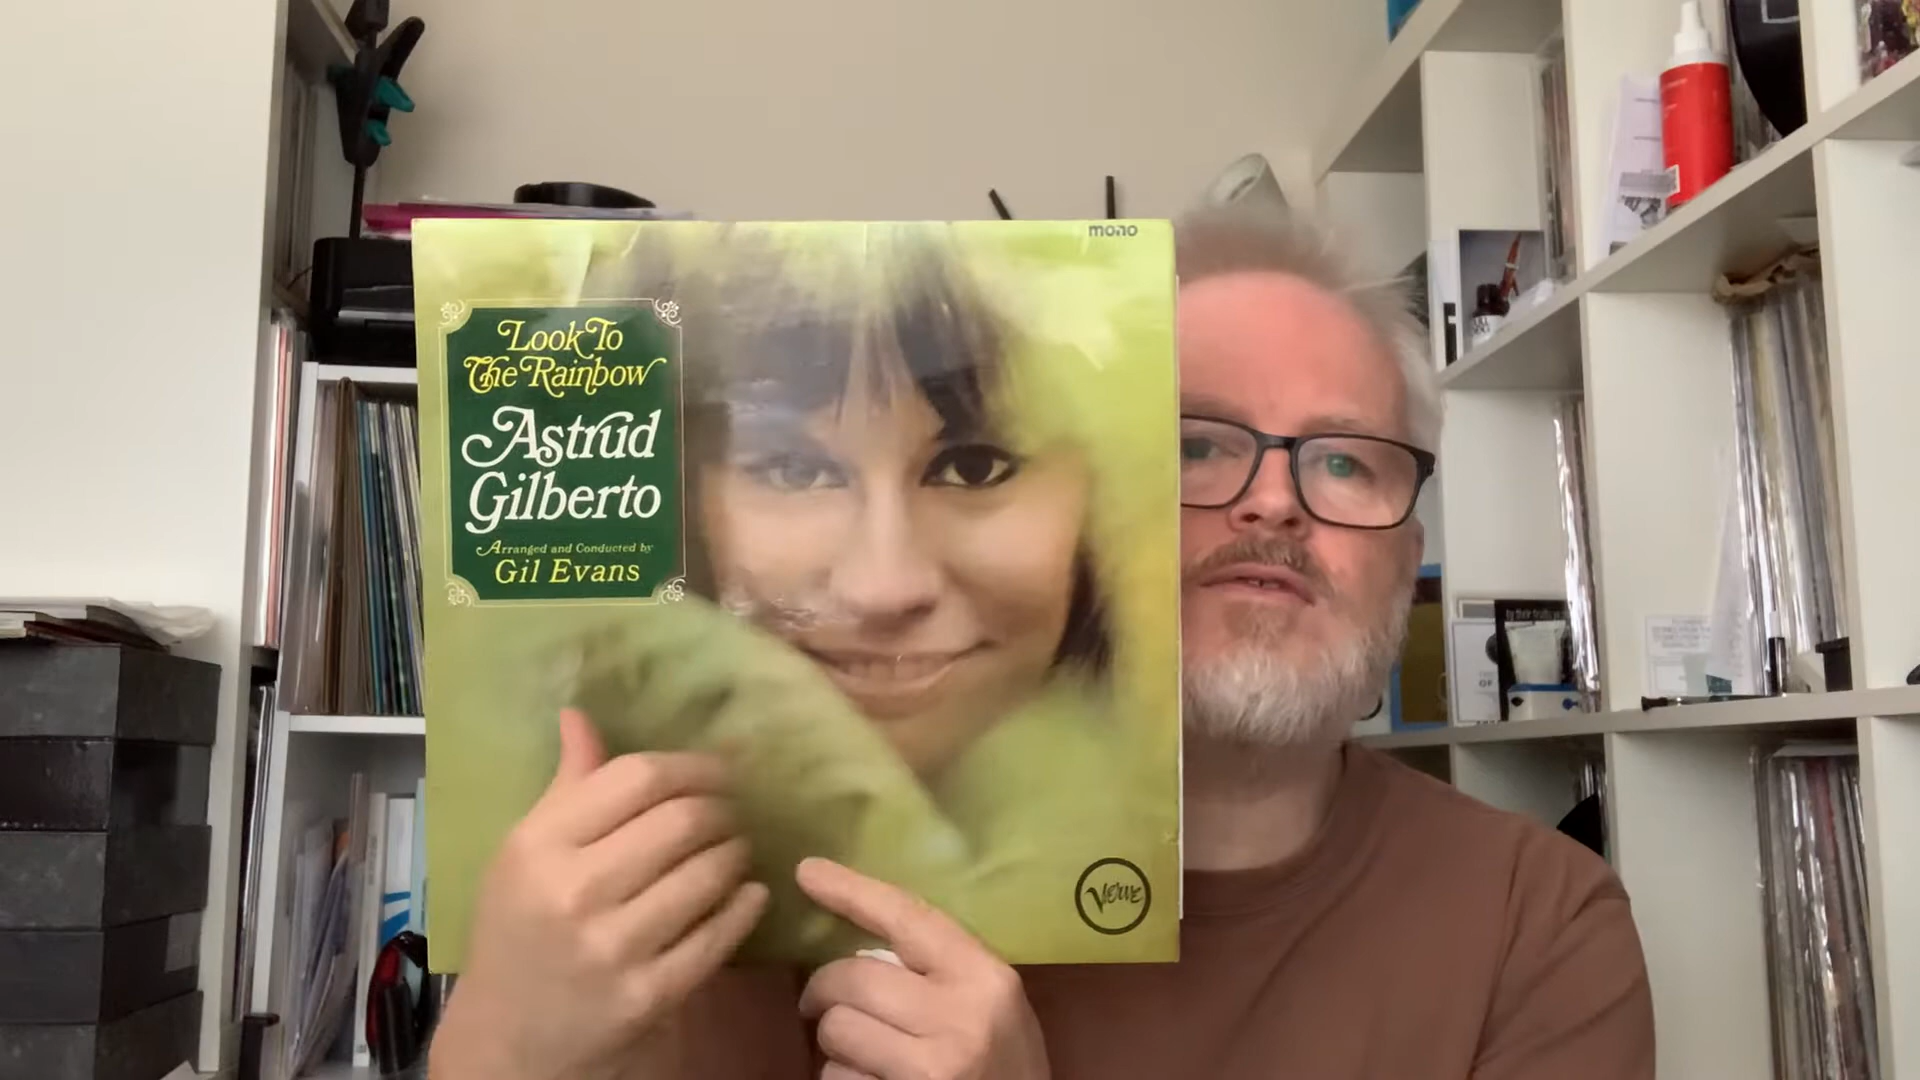 mono
Look To
The Rainbow
Astrud
Gilberto
Arranged and Conducted by
Gil Evans
Verve